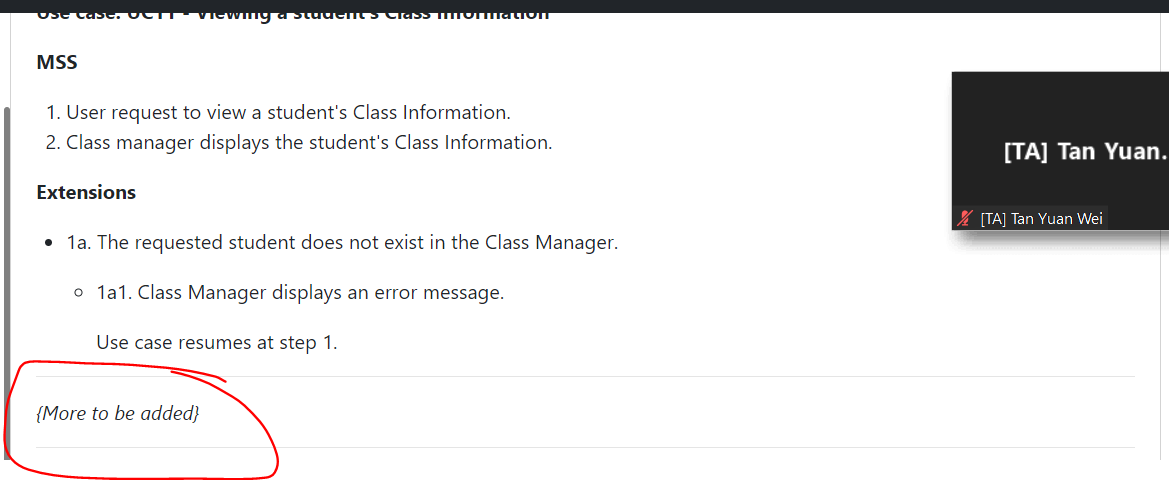 Use case: UC11 - Viewing a student's Class Information
MSS
1. User request to view a student's Class Information.
2. Class manager displays the student's Class Information.
[TA] Tan Yuan.
[TA] Tan Yuan Wei
Extensions
1a. The requested student does not exist in the Class Manager.
1a1. Class Manager displays an error message.
Use case resumes at step 1.
{More to be added}